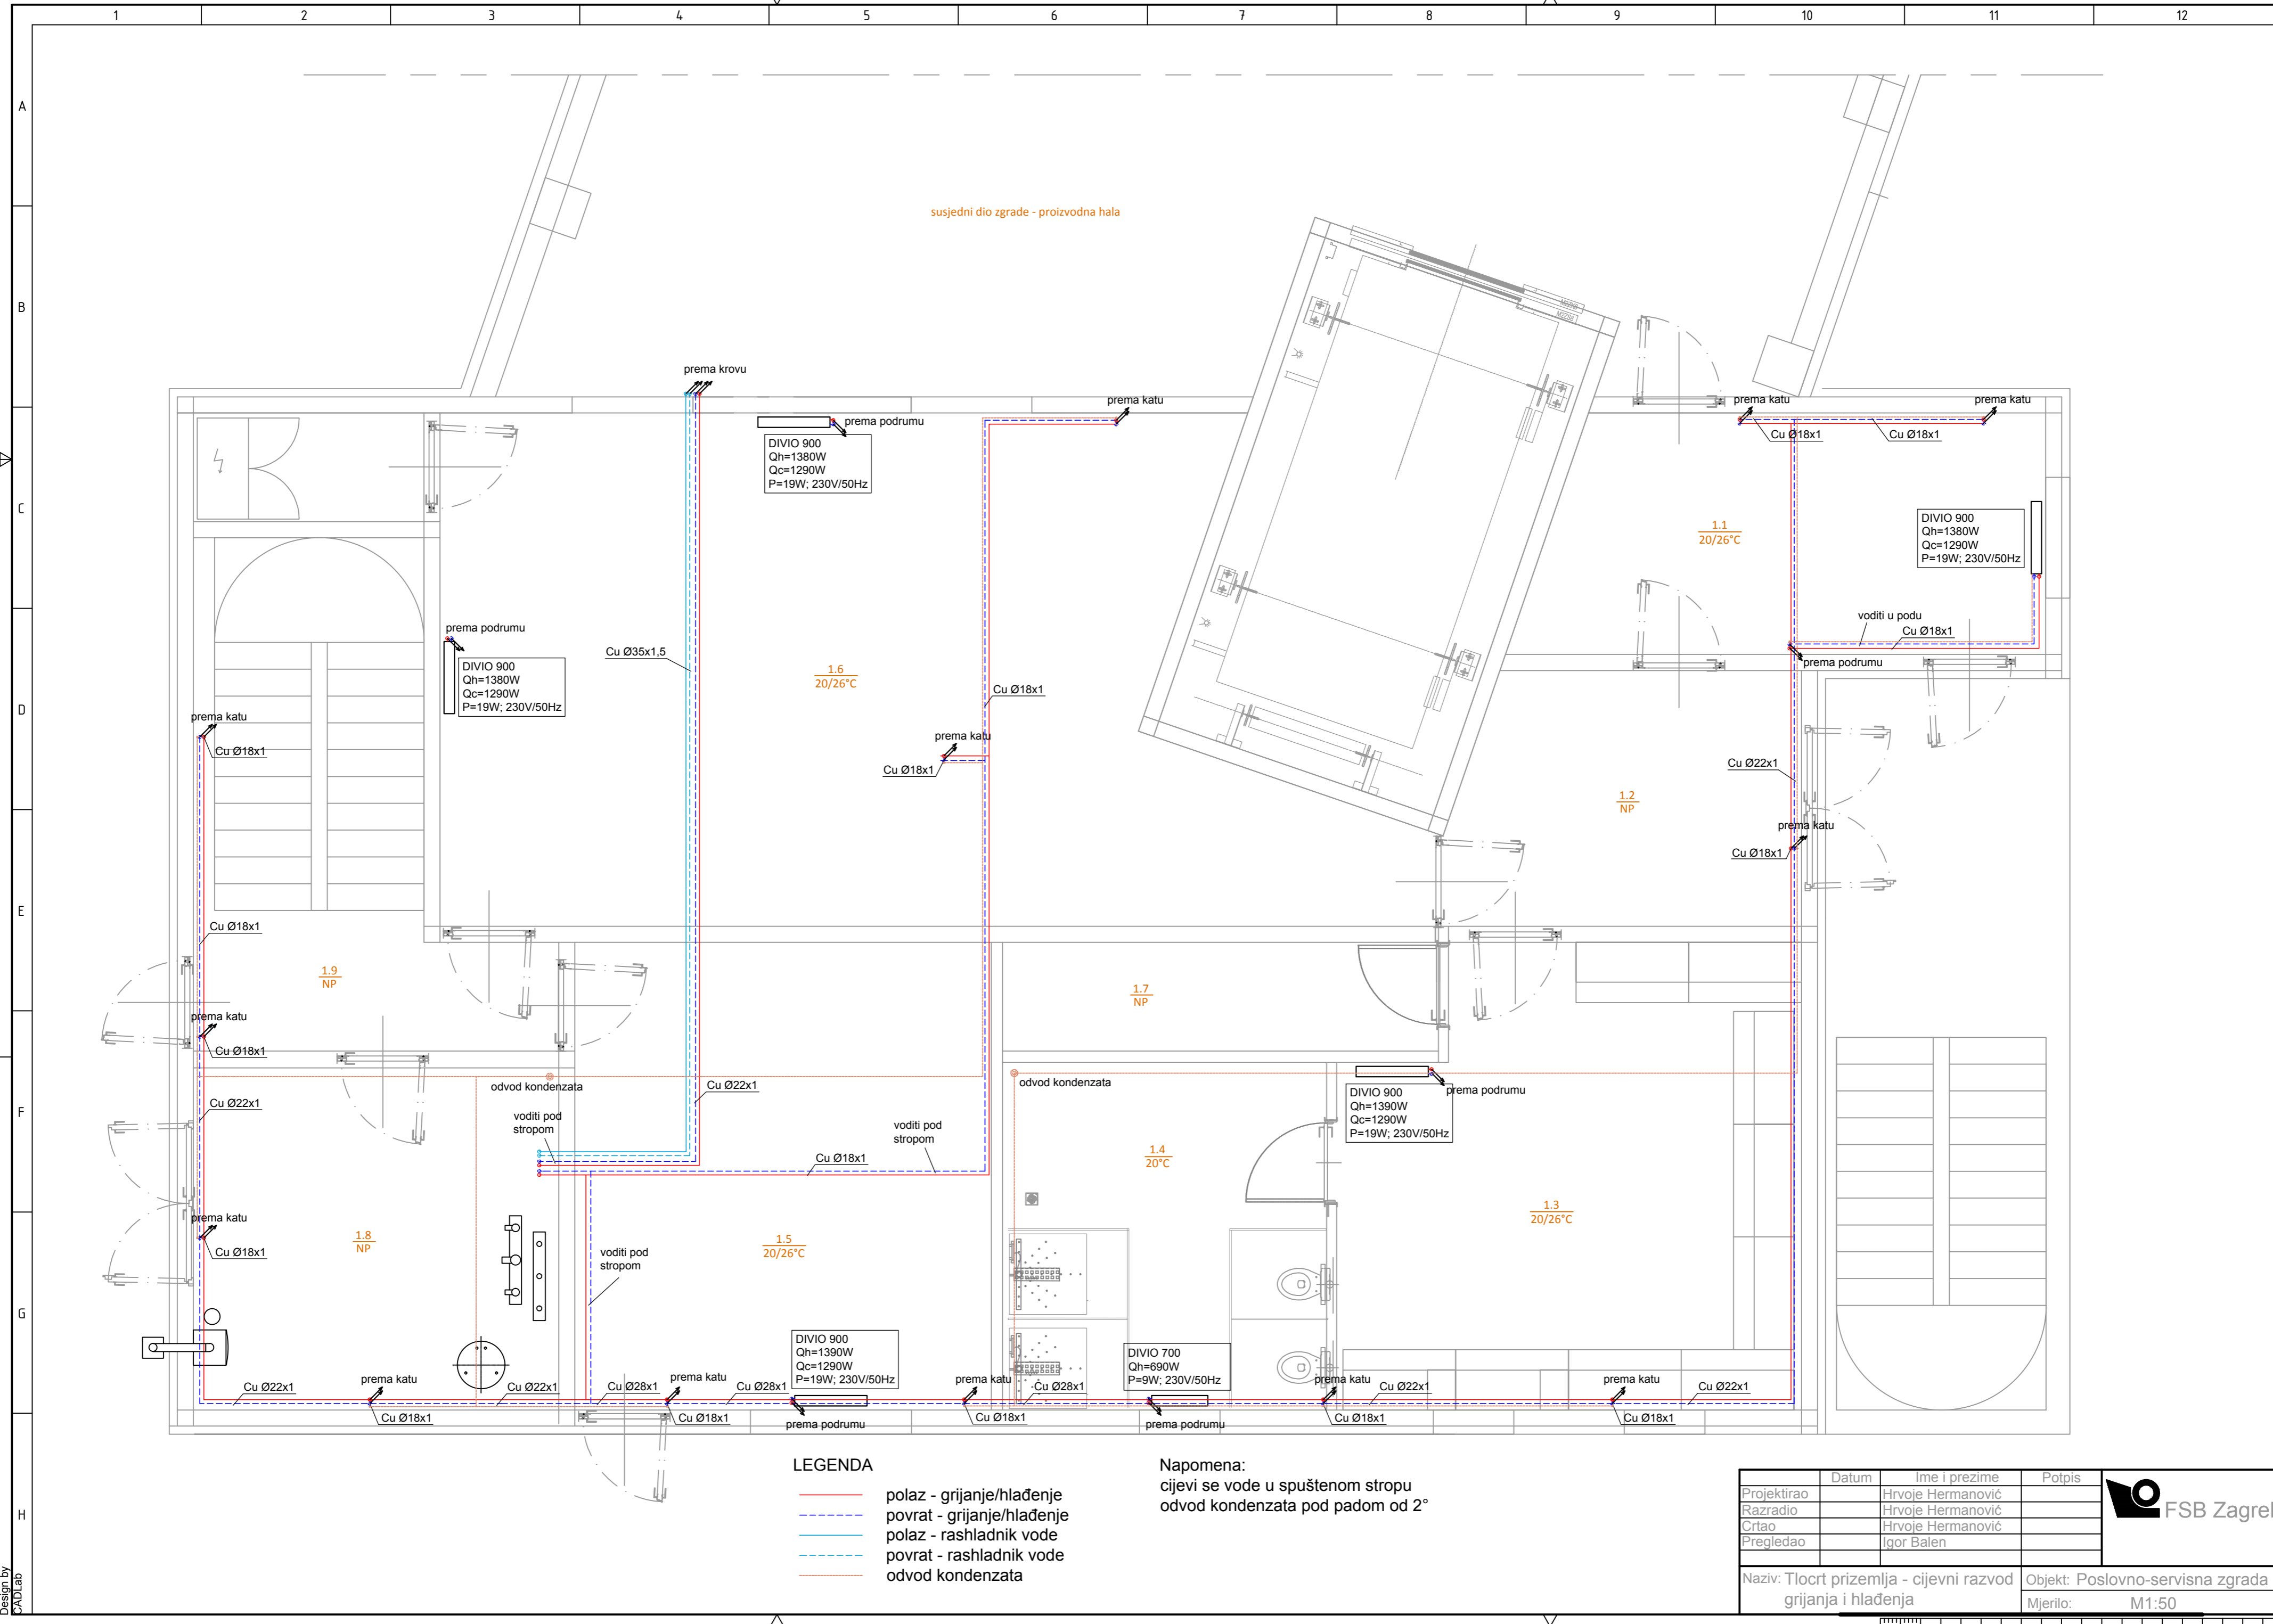 1 2 3 4 5 6 7 8 9 10 11 12
A
B
C
D
E
F
G
H
susjedni dio zgrade - proizvodna hala
prema krovu
prema podrumu
DIVIO 900
Qh=1380W
Qc=1290W
P=19W; 230V/50Hz
prema katu
prema katu
prema katu
Cu Ø18x1
Cu Ø18x1
1.1
20/26°C
DIVIO 900
Qh=1380W
Qc=1290W
P=19W; 230V/50Hz
voditi u podu
Cu Ø18x1
prema podrumu
prema podrumu
DIVIO 900
Qh=1380W
Qc=1290W
P=19W; 230V/50Hz
Cu Ø35x1,5
1.6
20/26°C
Cu Ø18x1
prema katu
Cu Ø18x1
prema katu
Cu Ø18x1
Cu Ø22x1
1.2
NP
prema katu
Cu Ø18x1
Cu Ø18x1
1.9
NP
1.7
NP
prema katu
Cu Ø18x1
odvod kondenzata
Cu Ø22x1
odvod kondenzata
prema podrumu
DIVIO 900
Qh=1390W
Qc=1290W
P=19W; 230V/50Hz
Cu Ø22x1
voditi pod
stropom
voditi pod
stropom
Cu Ø18x1
1.4
20°C
1.3
20/26°C
prema katu
Cu Ø18x1
1.8
NP
1.5
20/26°C
voditi pod
stropom
DIVIO 900
Qh=1390W
Qc=1290W
P=19W; 230V/50Hz
DIVIO 700
Qh=690W
P=9W; 230V/50Hz
Cu Ø22x1
prema katu
Cu Ø18x1
Cu Ø22x1
Cu Ø28x1
prema katu
Cu Ø18x1
Cu Ø28x1
prema podrumu
prema katu
Cu Ø18x1
Cu Ø28x1
prema podrumu
prema katu
Cu Ø18x1
Cu Ø22x1
prema katu
Cu Ø18x1
Cu Ø22x1
LEGENDA
polaz - grijanje/hlađenje
povrat - grijanje/hlađenje
polaz - rashladnik vode
povrat - rashladnik vode
odvod kondenzata
Napomena:
cijevi se vode u spuštenom stropu
odvod kondenzata pod padom od 2°
Datum Ime i prezime Potpis
Projektirao Hrvoje Hermanović
Razradio Hrvoje Hermanović
Crtao Hrvoje Hermanović
Pregledao Igor Balen
FSB Zagreb
Naziv: Tlocrt prizemlja - cijevni razvod
grijanja i hlađenja
Objekt: Poslovno-servisna zgrada
Mjerilo: M1:50
Design by
CADLab